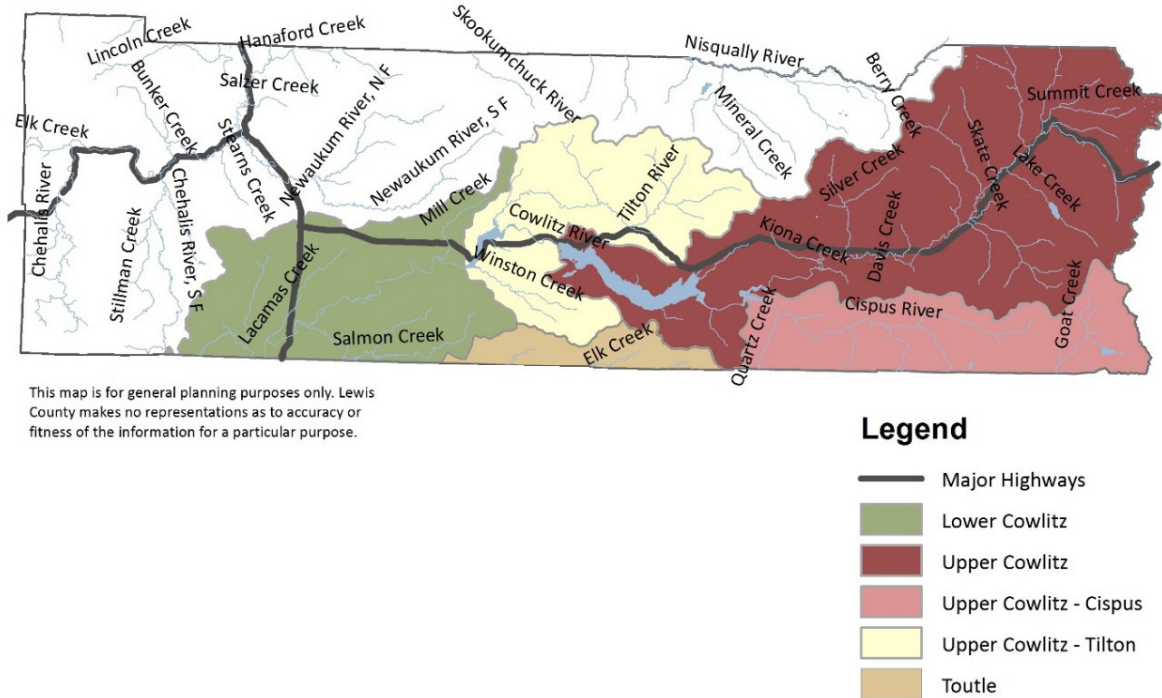 Lincoln Creek
Hanaford Creek
Skookumchuck River
Nisqually River
Berry Creek
Bunker Creek
Salzer Creek
Newaukum River, N F
Mineral Creek
Summit Creek
Elk Creek
Stearns Creek
Newaukum River, S F
Skate Creek
Lake Creek
Chehalis River
Chehalis River, S F
Mill Creek
Tilton River
Silver Creek
Stillman Creek
Cowlitz River
Kiona Creek
Davis Creek
Lacamas Creek
Winston Creek
Goat Creek
Salmon Creek
Elk Creek
Quartz Creek
Cispus River
This map is for general planning purposes only. Lewis
County makes no representations as to accuracy or
fitness of the information for a particular purpose.
Legend
Major Highways
Lower Cowlitz
Upper Cowlitz
Upper Cowlitz - Cispus
Upper Cowlitz - Tilton
Toutle